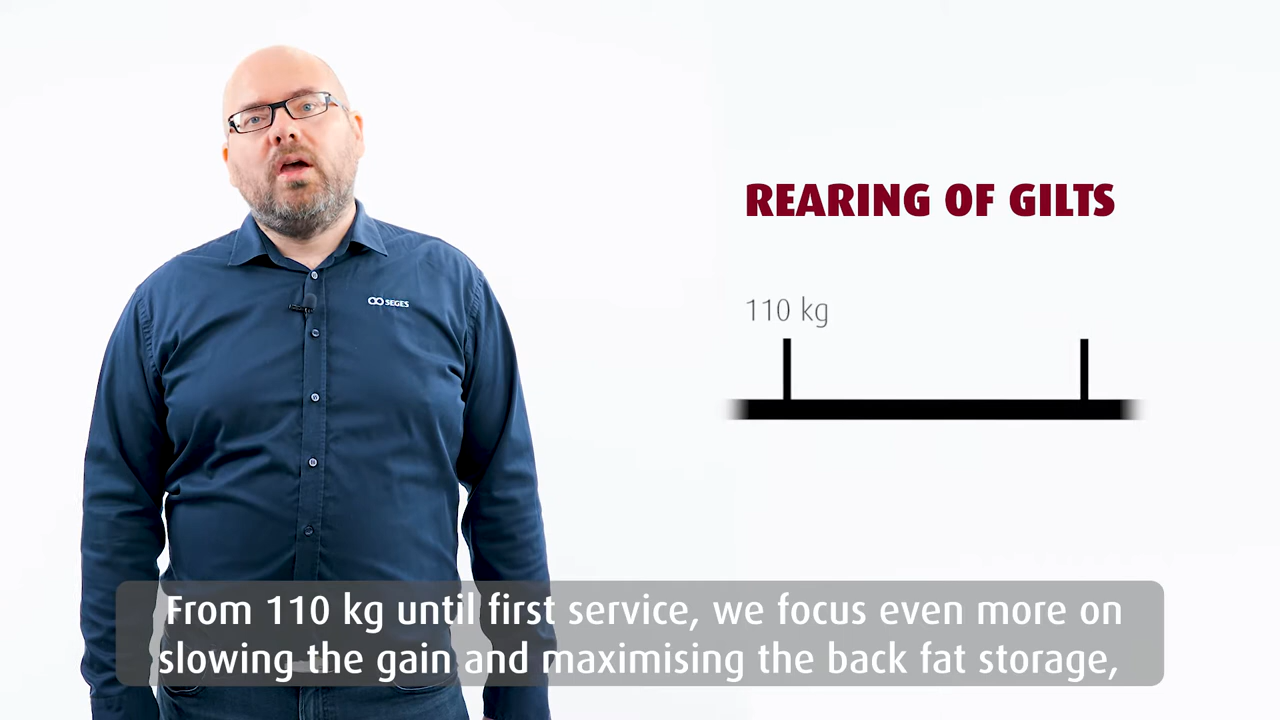 REARING OF GILTS
110 kg
SEGES
From 110 kg until first service, we focus even more on
slowing the gain and maximising the back fat storage,